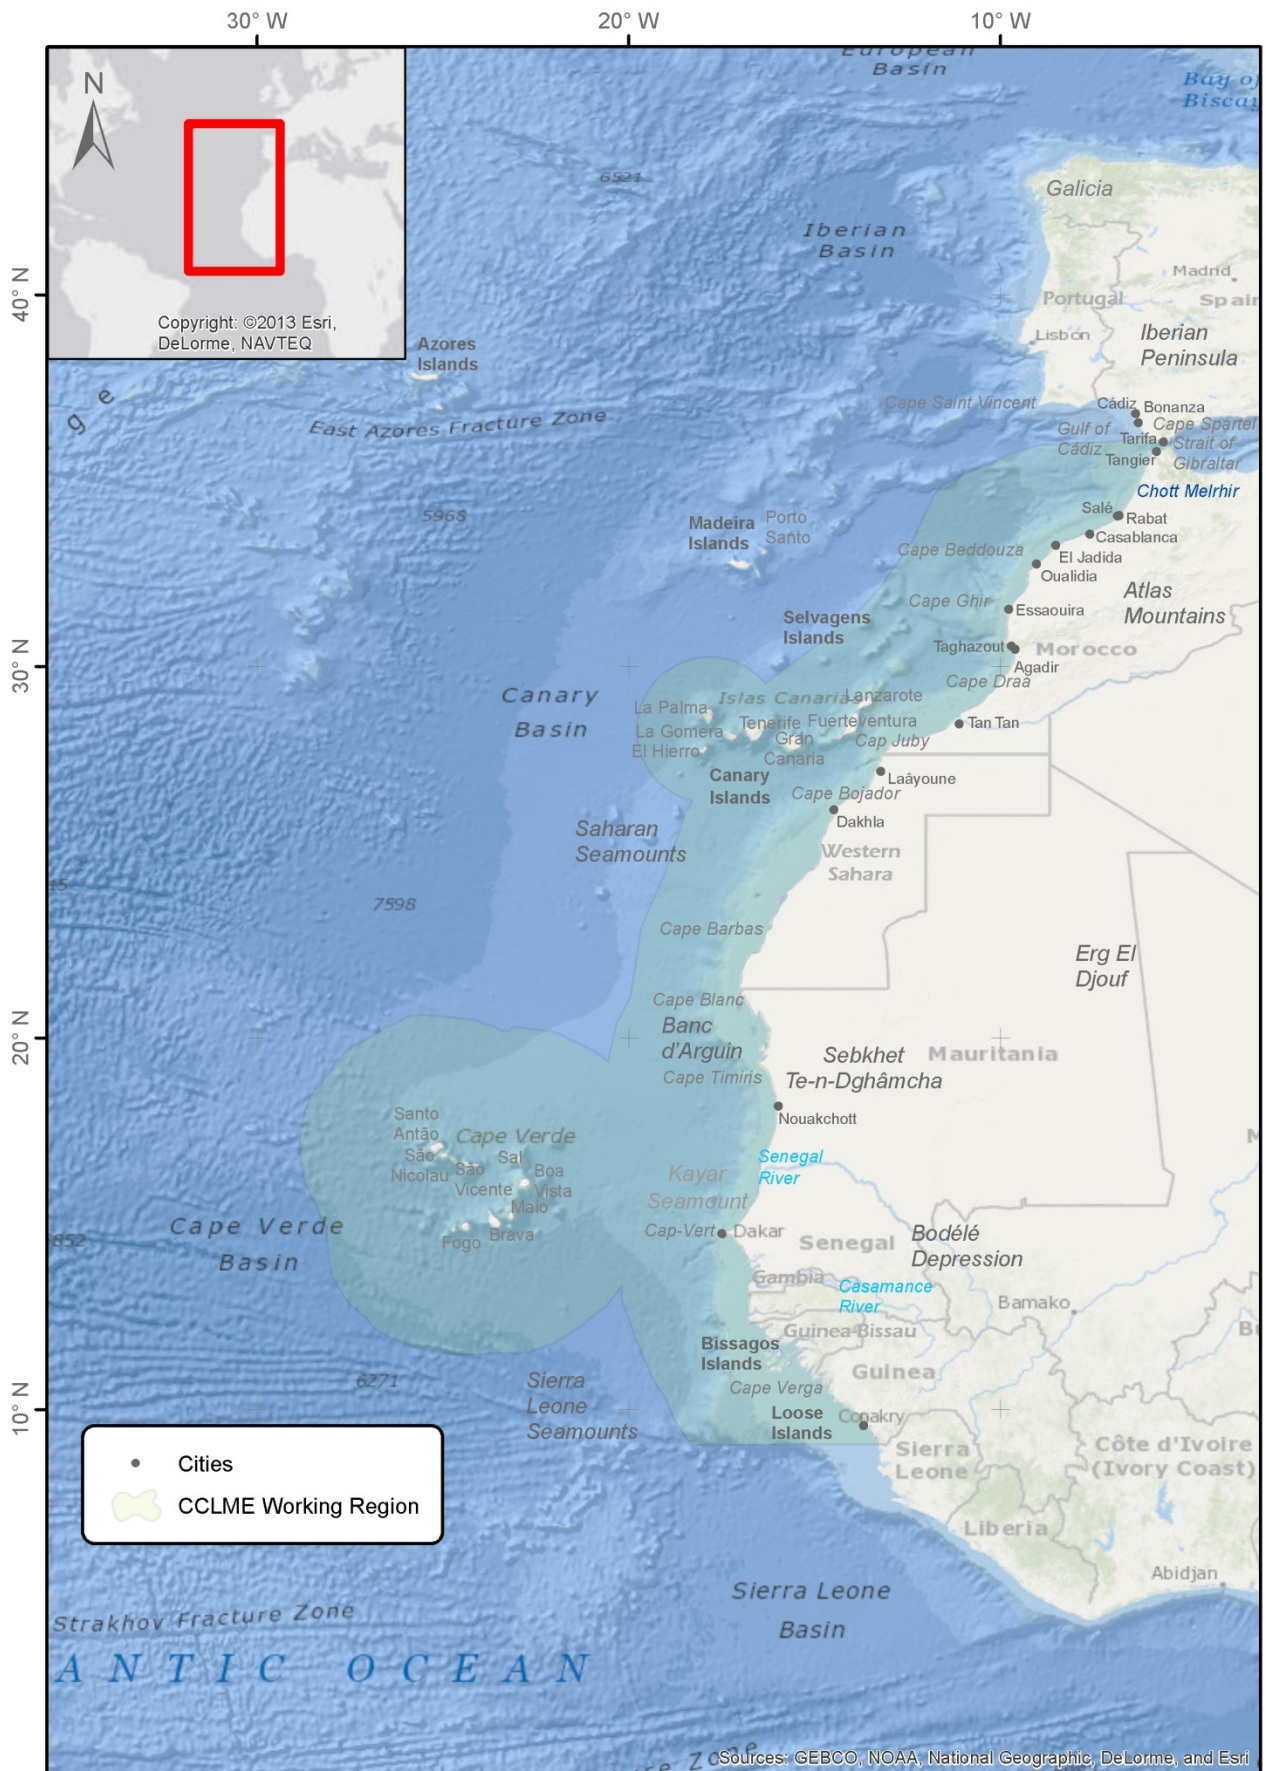 30° W
20° W
10° W
European
Basin
Bay of
Biscay
N
6521
Galicia
Iberian
Basin
40° N
Madrid
Portugal
Spain
Copyright: ©2013 Esri,
DeLorme, NAVTEQ
Lisbon
Iberian
Peninsula
Azores
Islands
g e
East Azores Fracture Zone
Cape Saint Vincent
Cádiz
Bonanza
Gulf of
Cádiz
Cape Spartel
Tarifa
Strait of
Gibraltar
Tangier
Chott Melrhir
5968
Madeira
Islands
Porto
Santo
Salé
Rabat
Casablanca
Cape Beddouza
El Jadida
Oualidia
Atlas
Mountains
Cape Ghir
Essaouira
Selvagens
Islands
30° N
Taghazout
Morocco
Agadir
Cape Draa
Canary
Basin
Islas Canarias
Lanzarote
La Palma
Tenerife
Fuerteventura
Tan Tan
La Gomera
Gran
Canaria
Cap Juby
El Hierro
Canary
Islands
Laâyoune
Cape Bojador
Dakhla
Saharan
Seamounts
Western
Sahara
15
7598
Cape Barbas
Erg El
Djouf
Cape Blanc
20° N
Banc
d'Arguin
Sebkhet
Te-n-Dghâmcha
Mauritania
Cape Timiris
Nouakchott
Santo
Antão
Cape Verde
São
Nicolau
São
Vicente
Sal
Boa
Vista
Maio
Brava
Fogo
Senegal
River
Kayar
Seamount
Cape Verde
Basin
Cap-Vert
Dakar
Senegal
Bodélé
Depression
Gambia
Casamance
River
Bamako
Guinea-Bissau
Bissagos
Islands
Guinea
6271
Cape Verga
Sierra
Leone
Seamounts
10° N
Loose
Islands
Conakry
Sierra
Leone
Côte d'Ivoire
(Ivory Coast)
Cities
CCLME Working Region
Liberia
Abidjan
Sierra Leone
Basin
Strakhov Fracture Zone
ANTIC OCEAN
re Zone
Sources: GEBCO, NOAA, National Geographic, DeLorme, and Esri